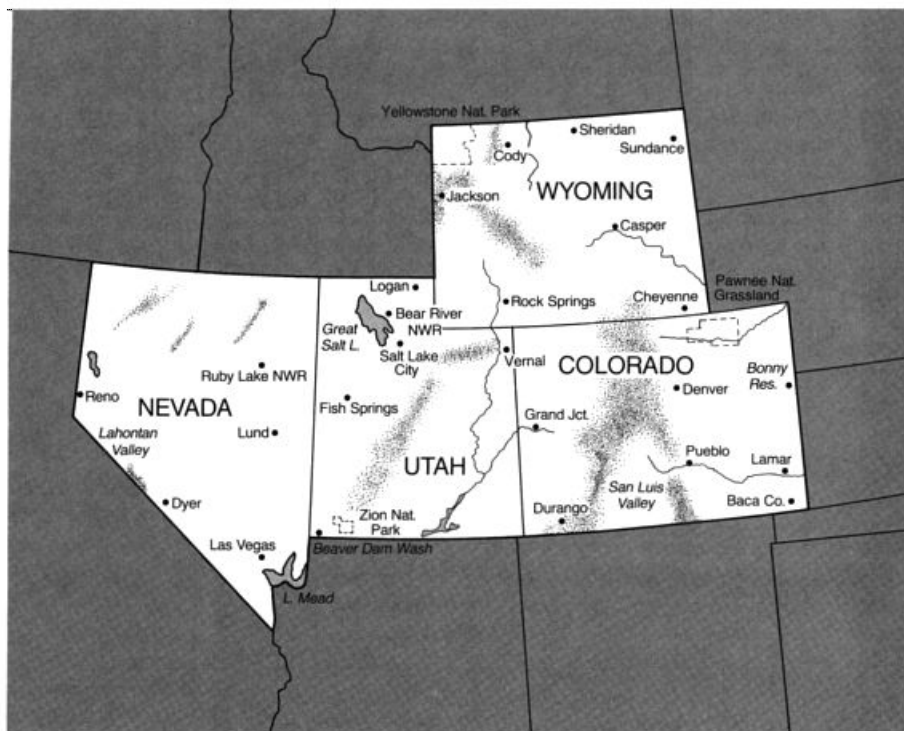 Yellowstone Nat. Park
Sheridan
Cody
Sundance
WYOMING
Jackson
Casper
Pawnee Nat.
Grassland
Logan
Rock Springs
Cheyenne
Bear River
NWR
Great
Salt L.
Salt Lake
City
Vernal
COLORADO
Ruby Lake NWR
Bonny
Res.
Reno
NEVADA
Denver
Fish Springs
Grand Jct.
Lahontan
Valley
Lund
UTAH
Pueblo
Lamar
San Luis
Valley
Dyer
Baca Co.
Durango
Zion Nat.
Park
Las Vegas
Beaver Dam Wash
L. Mead